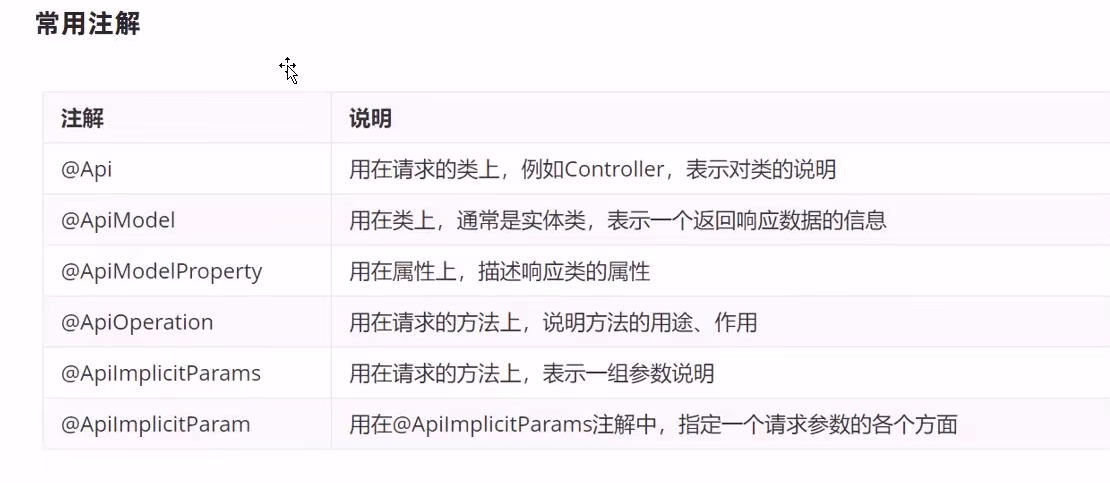 常用注解
注解 说明
@Api 用在请求的类上，例如Controller，表示对类的说明
@ApiModel 用在类上，通常是实体类，表示一个返回响应数据的信息
@ApiModelProperty 用在属性上，描述响应类的属性
@ApiOperation 用在请求的方法上，说明方法的用途、作用
@ApiImplicitParams 用在请求的方法上，表示一组参数说明
@ApiImplicitParam 用在@ApiImplicitParams注解中，指定一个请求参数的各个方面